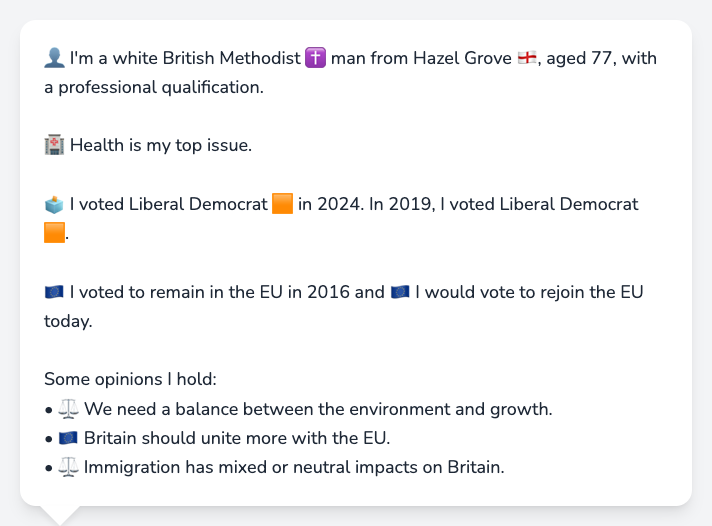 👤 I'm a white British Methodist ✝️ man from Hazel Grove 🏴󠁧󠁢󠁥󠁮󠁧󠁿, aged 77, with
a professional qualification.
🏥 Health is my top issue.
🗳️ I voted Liberal Democrat 🟧 in 2024. In 2019, I voted Liberal Democrat
🟧.
🇪🇺 I voted to remain in the EU in 2016 and 🇪🇺 I would vote to rejoin the EU
today.
Some opinions I hold:
• ⚖️ We need a balance between the environment and growth.
• 🇪🇺 Britain should unite more with the EU.
• ⚖️ Immigration has mixed or neutral impacts on Britain.